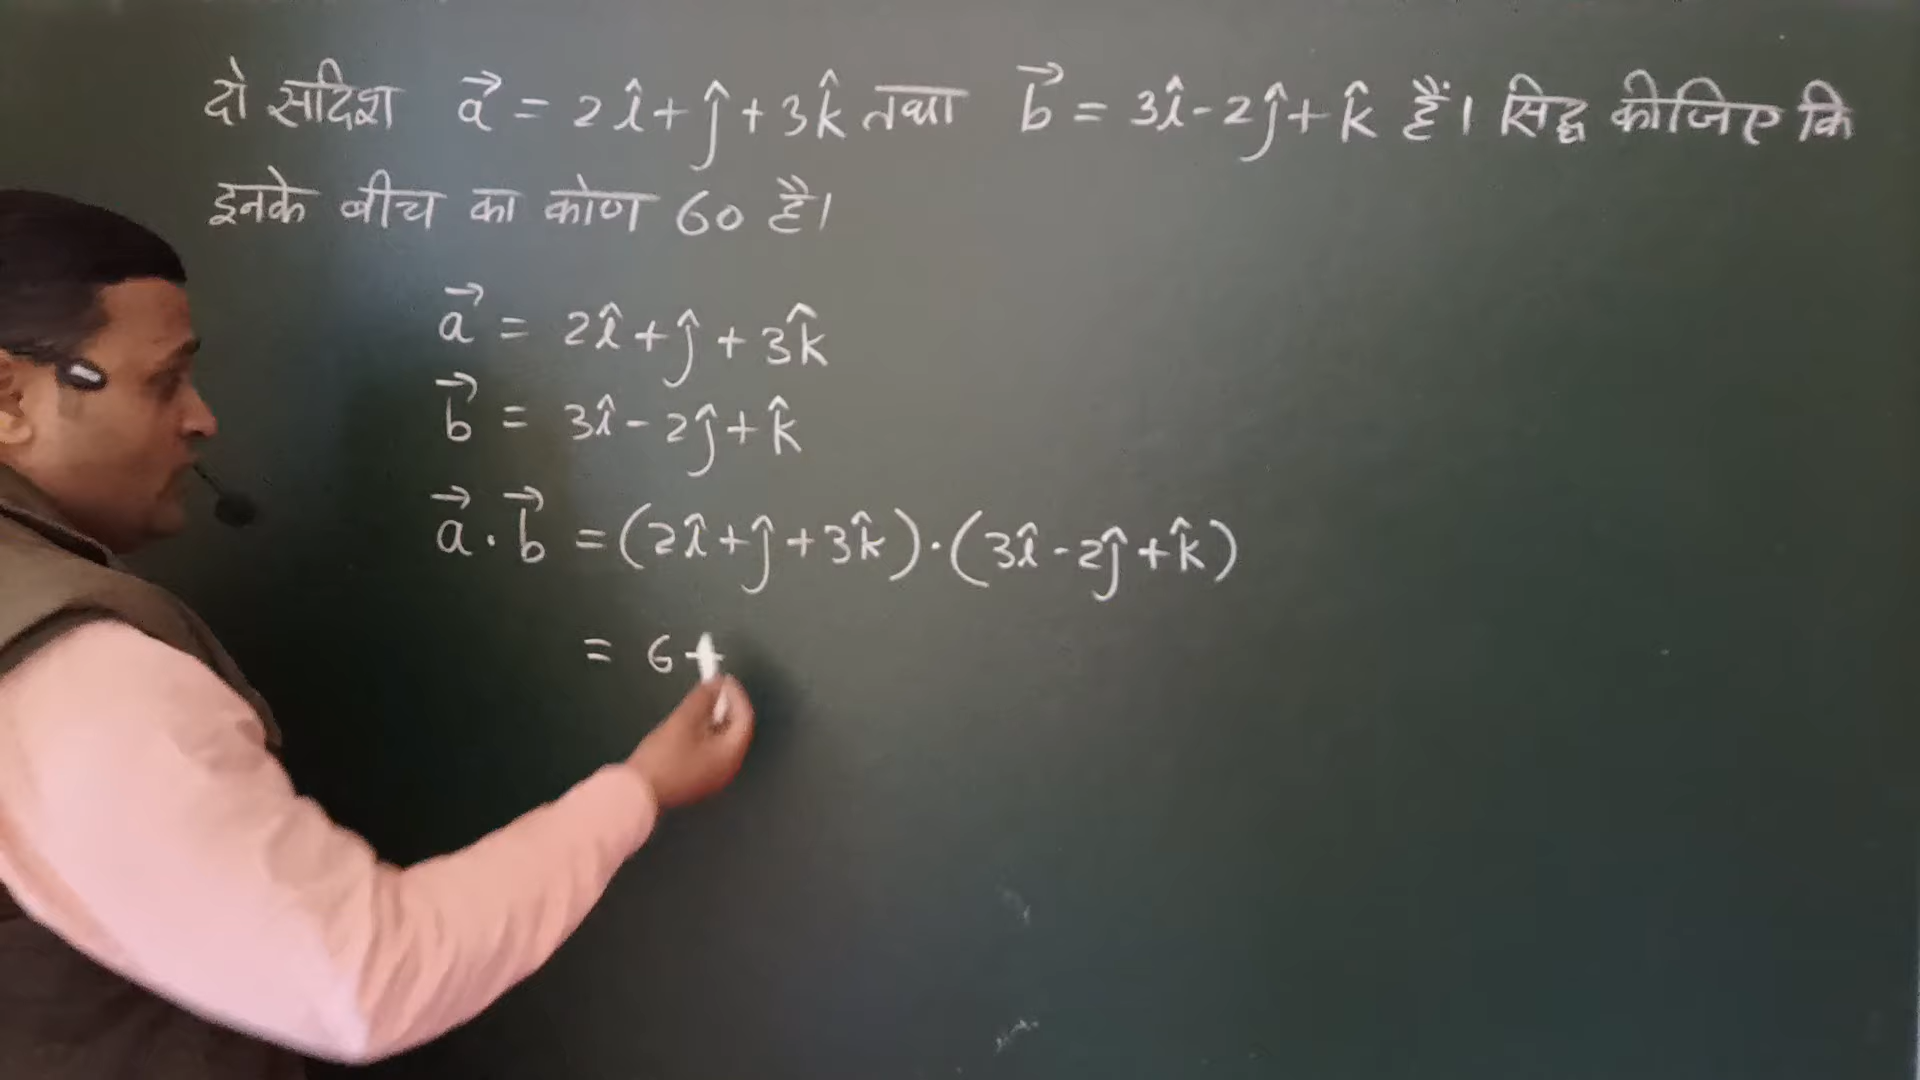 दो सदिश a⃗ = 2î + ĵ + 3k̂ तथा b⃗ = 3î - 2ĵ + k̂ हैं। सिद्ध कीजिए कि
इनके बीच का कोण 60 है।
a⃗ = 2î + ĵ + 3k̂
b⃗ = 3î - 2ĵ + k̂
a⃗ . b⃗ = (2î + ĵ + 3k̂) . (3î - 2ĵ + k̂)
= 6 +